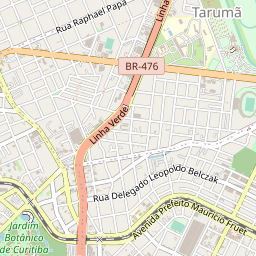 Rua Raphael Papa
Linha
Tarumã
BR-476
Linha Verde
Rua Delegado Leopoldo Belczak
Avenida Prefeito Maurício Fruet
Jardim
Botânico
de Curitiba